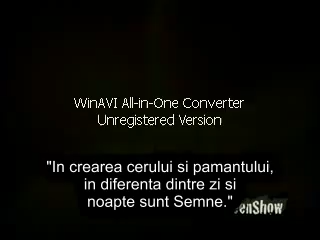 WinAVI All-in-One Converter
Unregistered Version
"In crearea cerului si pamantului,
in diferenta dintre zi si
noapte sunt Semne."